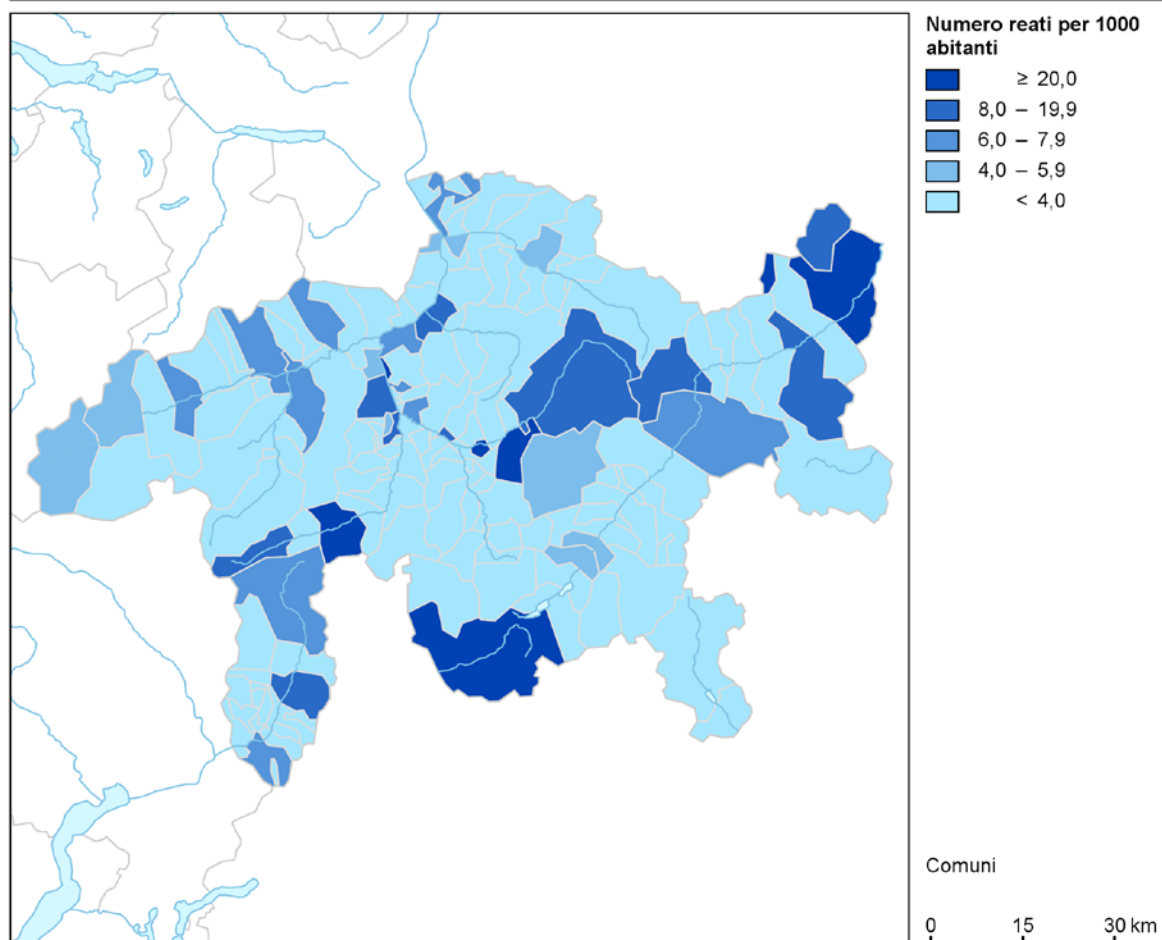 Numero reati per 1000
abitanti
≥ 20,0
8,0 – 19,9
6,0 – 7,9
4,0 – 5,9
< 4,0
Comuni
0 15 30 km